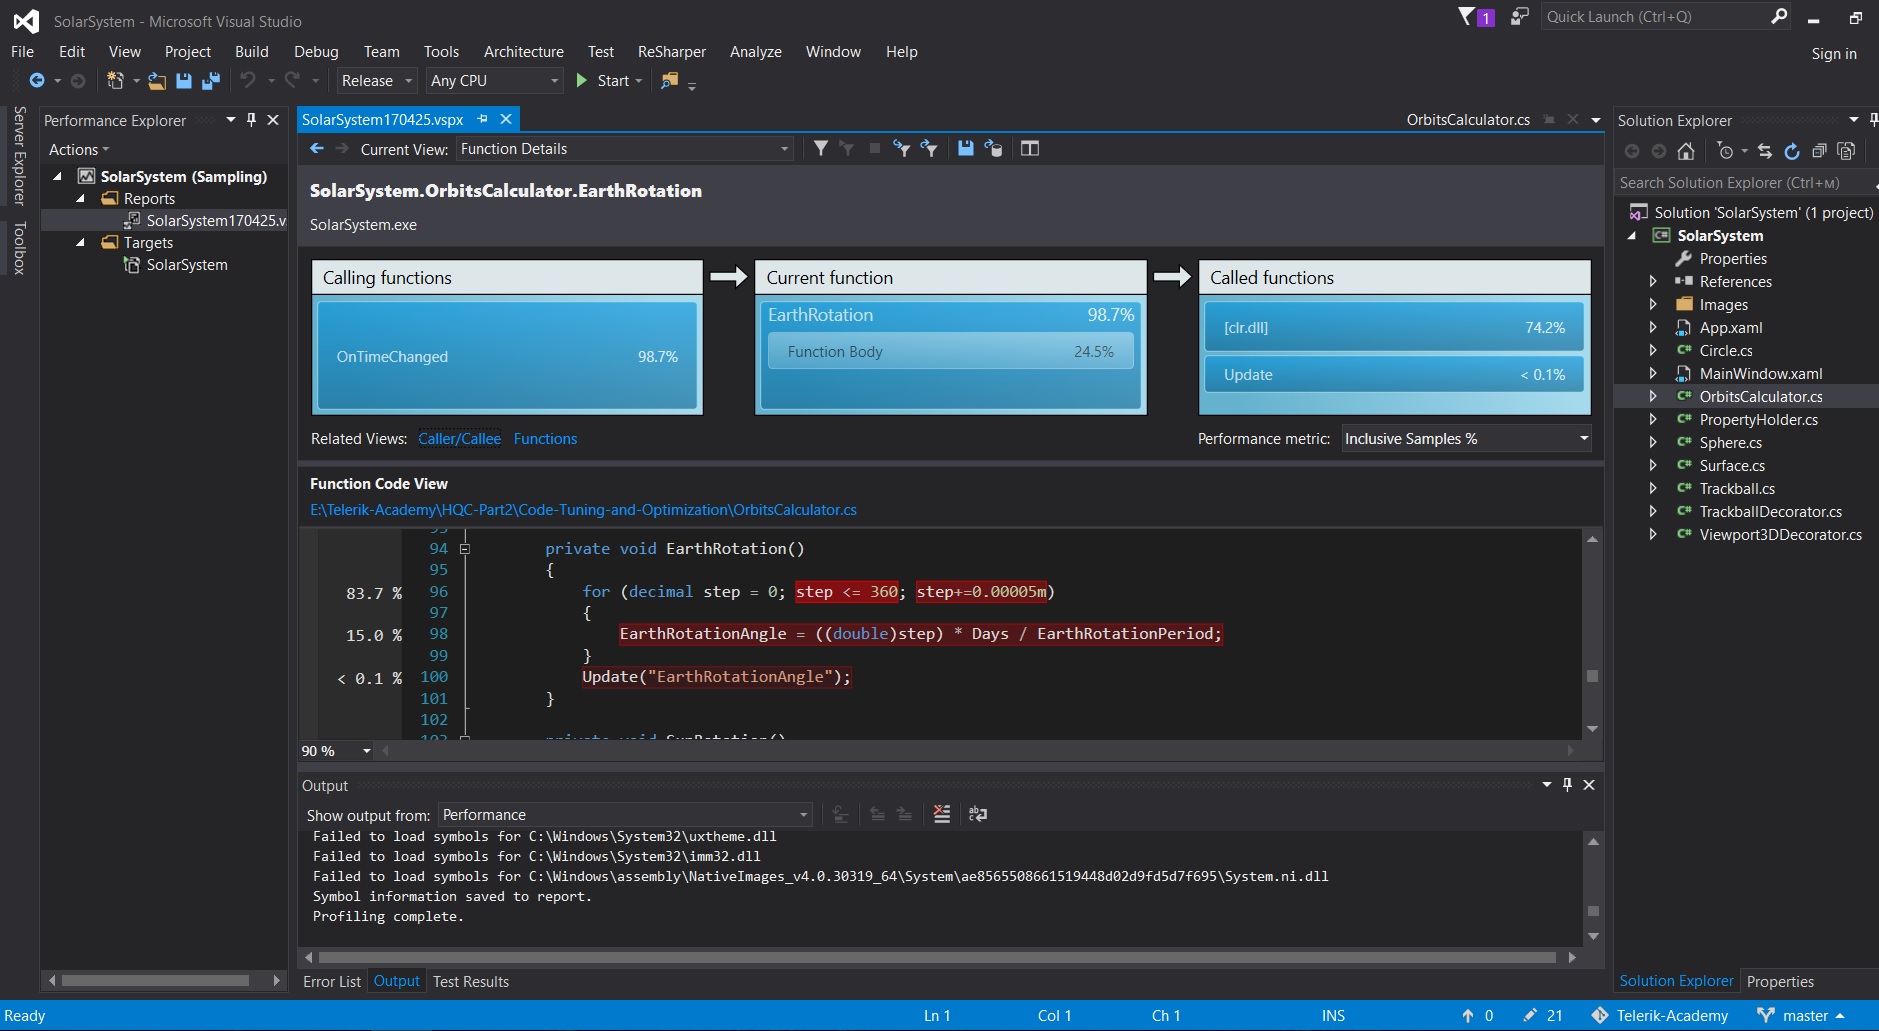 SolarSystem - Microsoft Visual Studio
1
Quick Launch (Ctrl+Q)
File Edit View Project Build Debug Team Tools Architecture Test ReSharper Analyze Window Help
Sign in
Release Any CPU Start
Server Explorer
Toolbox
Performance Explorer
Actions
SolarSystem (Sampling)
Reports
SolarSystem170425.v
Targets
SolarSystem
SolarSystem170425.vspx
OrbitsCalculator.cs
Current View: Function Details
SolarSystem.OrbitsCalculator.EarthRotation
SolarSystem.exe
Calling functions
OnTimeChanged 98.7%
Current function
EarthRotation 98.7%
Function Body 24.5%
Called functions
[clr.dll] 74.2%
Update < 0.1%
Related Views: Caller/Callee Functions
Performance metric: Inclusive Samples %
Function Code View
E:\Telerik-Academy\HQC-Part2\Code-Tuning-and-Optimization\OrbitsCalculator.cs
93
94 private void EarthRotation()
95 {
83.7 % 96 for (decimal step = 0; step <= 360; step+=0.00005m)
97 {
15.0 % 98 EarthRotationAngle = ((double)step) * Days / EarthRotationPeriod;
99 }
< 0.1 % 100 Update("EarthRotationAngle");
101 }
102
103 private void SunRotation()
90 %
Output
Show output from: Performance
Failed to load symbols for C:\Windows\System32\uxtheme.dll
Failed to load symbols for C:\Windows\System32\imm32.dll
Failed to load symbols for C:\Windows\assembly\NativeImages_v4.0.30319_64\System\ae8565508661519448d02d9fd5d7f695\System.ni.dll
Symbol information saved to report.
Profiling complete.
Error List Output Test Results
Solution Explorer
Search Solution Explorer (Ctrl+м)
Solution 'SolarSystem' (1 project)
SolarSystem
Properties
References
Images
App.xaml
Circle.cs
MainWindow.xaml
OrbitsCalculator.cs
PropertyHolder.cs
Sphere.cs
Surface.cs
Trackball.cs
TrackballDecorator.cs
Viewport3DDecorator.cs
Solution Explorer Properties
Ready Ln 1 Col 1 Ch 1 INS 0 21 Telerik-Academy master